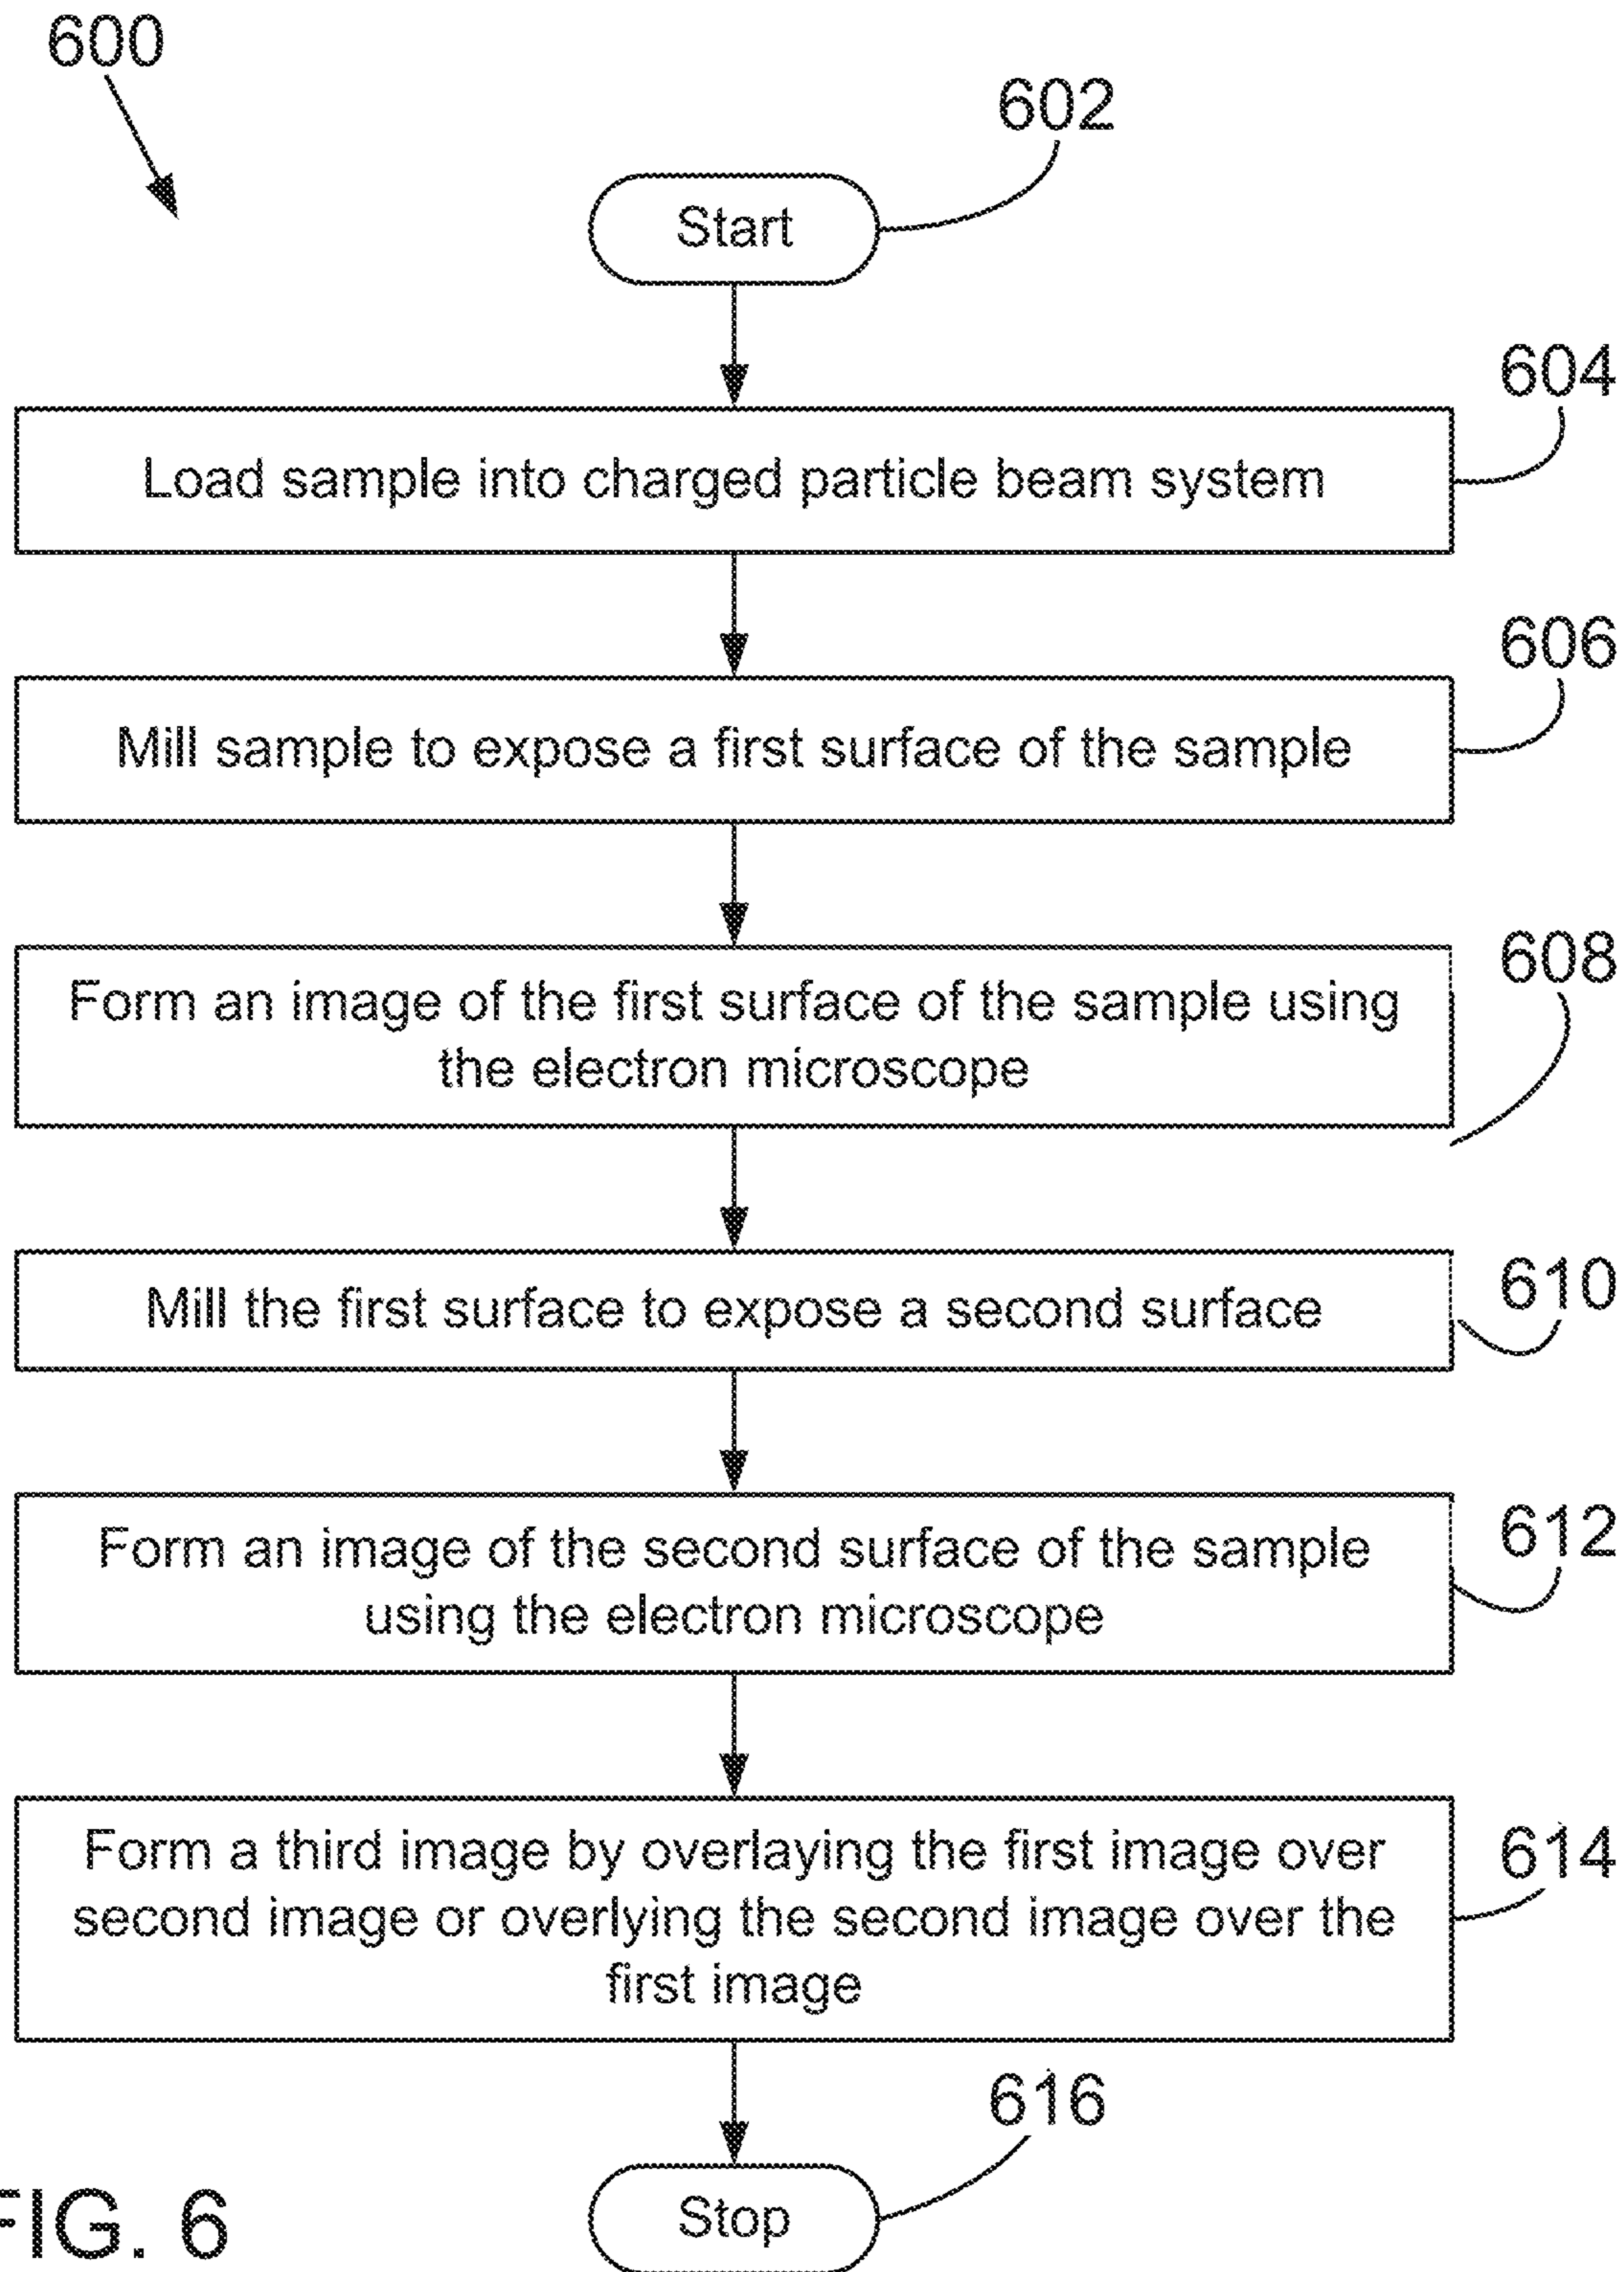 600
602
Start
604
Load sample into charged particle beam system
606
Mill sample to expose a first surface of the sample
608
Form an image of the first surface of the sample using
the electron microscope
610
Mill the first surface to expose a second surface
612
Form an image of the second surface of the sample
using the electron microscope
614
Form a third image by overlaying the first image over
second image or overlying the second image over the
first image
616
Stop
FIG. 6